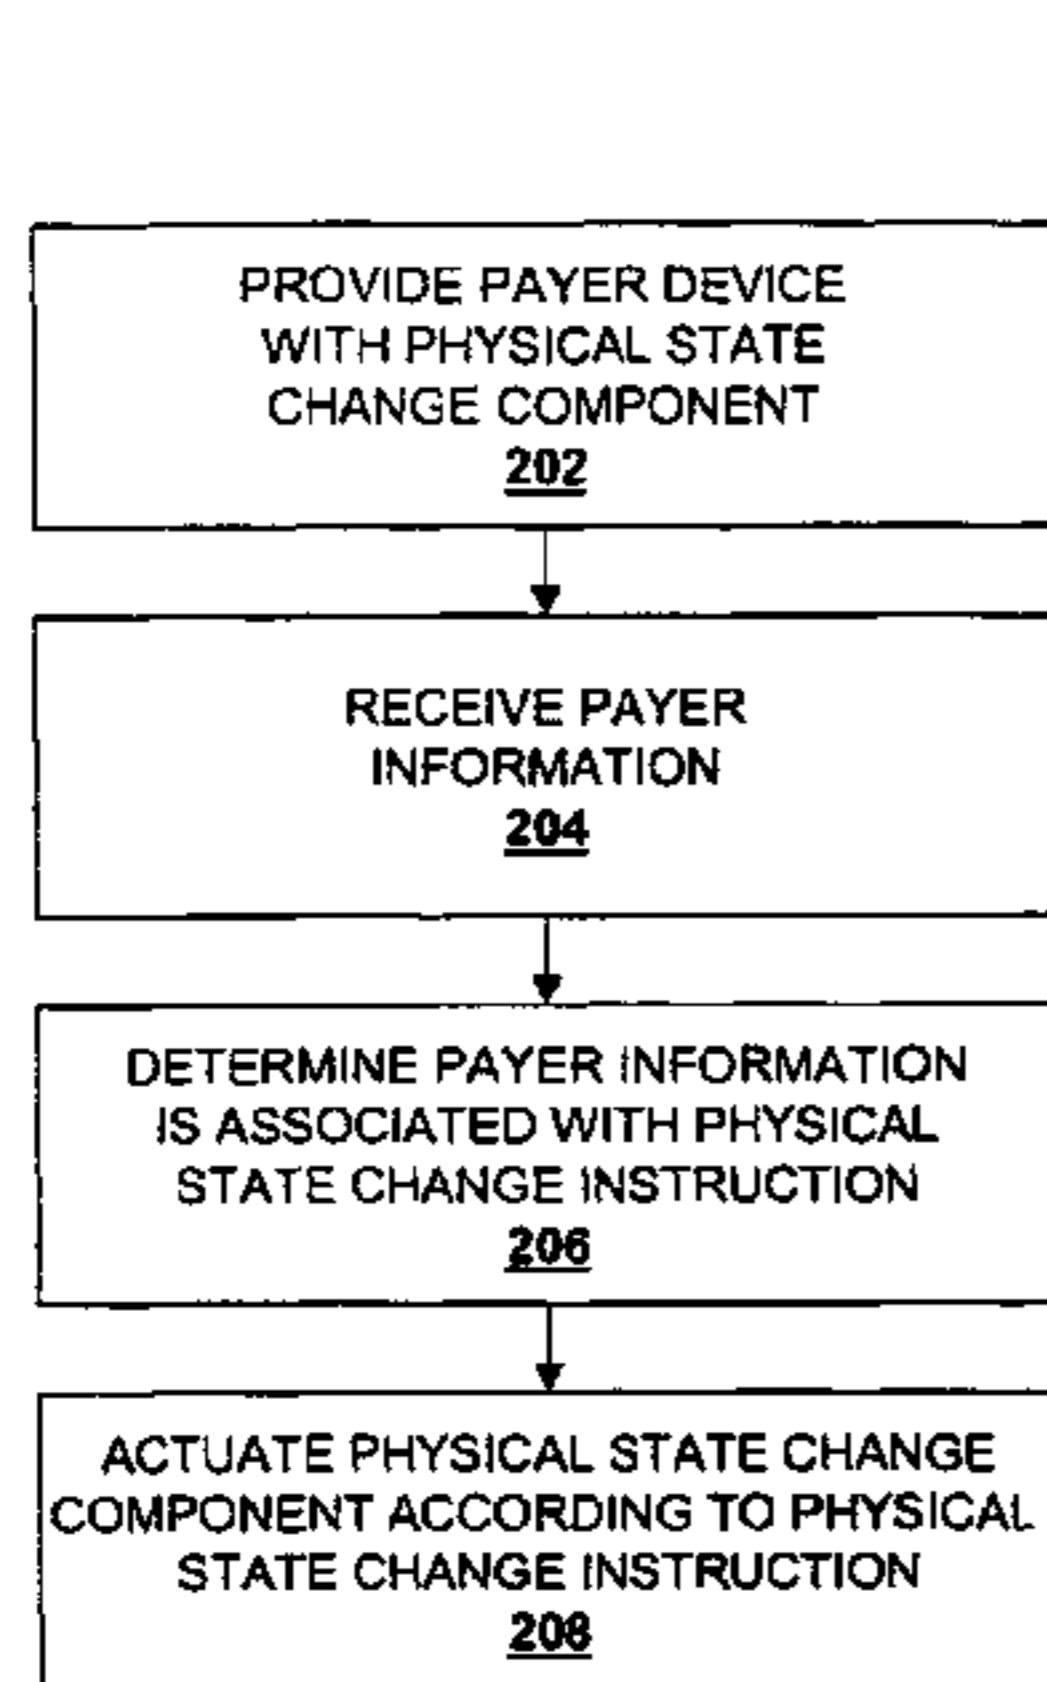 PROVIDE PAYER DEVICE
WITH PHYSICAL STATE
CHANGE COMPONENT
202
RECEIVE PAYER
INFORMATION
204
DETERMINE PAYER INFORMATION
IS ASSOCIATED WITH PHYSICAL
STATE CHANGE INSTRUCTION
206
ACTUATE PHYSICAL STATE CHANGE
COMPONENT ACCORDING TO PHYSICAL
STATE CHANGE INSTRUCTION
208